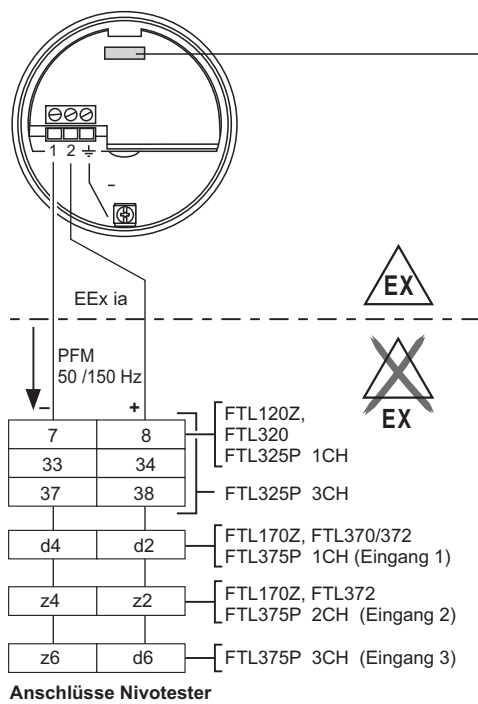 1 2
–
EEx ia
EX
PFM
50 /150 Hz
EX
– +
7 8
33 34
37 38
FTL120Z,
FTL320
FTL325P 1CH
FTL325P 3CH
d4 d2
FTL170Z, FTL370/372
FTL375P 1CH (Eingang 1)
z4 z2
FTL170Z, FTL372
FTL375P 2CH (Eingang 2)
z6 d6
FTL375P 3CH (Eingang 3)
Anschlüsse Nivotester